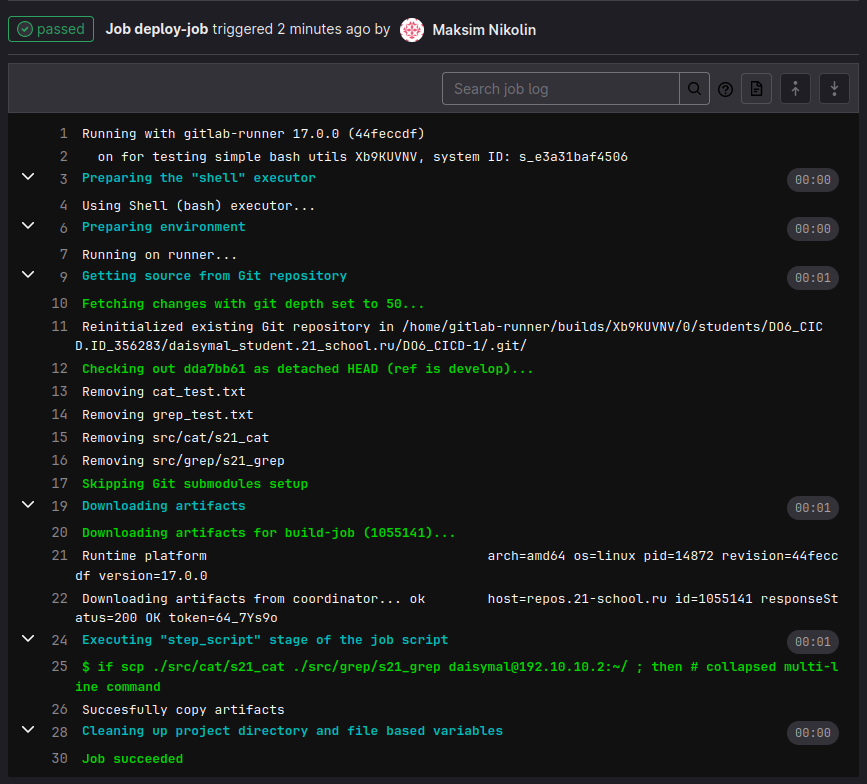 passed Job deploy-job triggered 2 minutes ago by Maksim Nikolin
Search job log
1 Running with gitlab-runner 17.0.0 (44feccdf)
2 on for testing simple bash utils Xb9KUVNV, system ID: s_e3a31baf4506
3 Preparing the "shell" executor 00:00
4 Using Shell (bash) executor...
6 Preparing environment 00:00
7 Running on runner...
9 Getting source from Git repository 00:01
10 Fetching changes with git depth set to 50...
11 Reinitialized existing Git repository in /home/gitlab-runner/builds/Xb9KUVNV/0/students/DO6_CIC
D.ID_356283/daisymal_student.21_school.ru/DO6_CICD-1/.git/
12 Checking out dda7bb61 as detached HEAD (ref is develop)...
13 Removing cat_test.txt
14 Removing grep_test.txt
15 Removing src/cat/s21_cat
16 Removing src/grep/s21_grep
17 Skipping Git submodules setup
19 Downloading artifacts 00:01
20 Downloading artifacts for build-job (1055141)...
21 Runtime platform arch=amd64 os=linux pid=14872 revision=44fecc
df version=17.0.0
22 Downloading artifacts from coordinator... ok host=repos.21-school.ru id=1055141 responseSt
atus=200 OK token=64_7Ys9o
24 Executing "step_script" stage of the job script 00:01
25 $ if scp ./src/cat/s21_cat ./src/grep/s21_grep daisymal@192.10.10.2:~/ ; then # collapsed multi-l
ine command
26 Succesfully copy artifacts
28 Cleaning up project directory and file based variables 00:00
30 Job succeeded